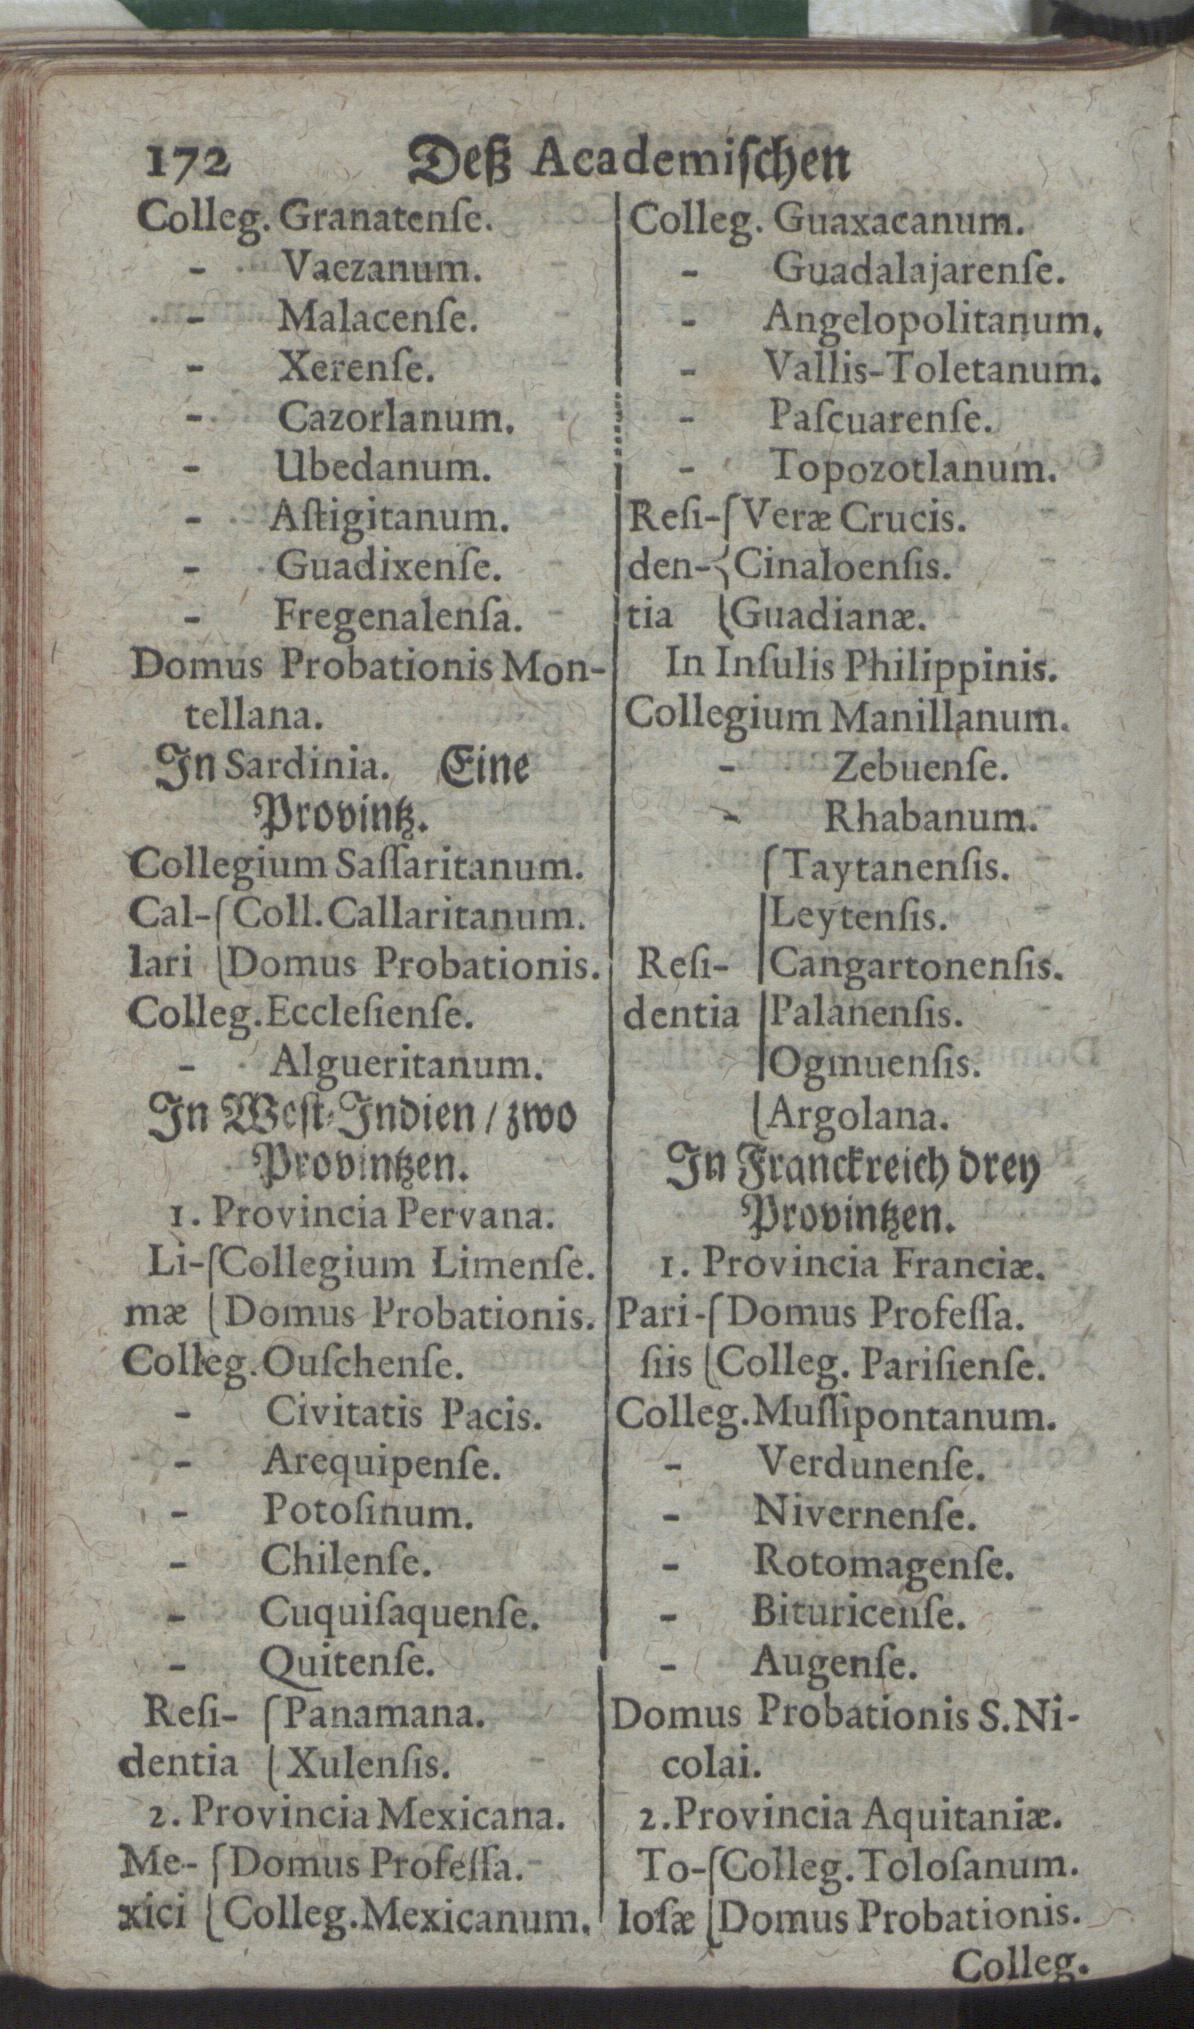 172 Deß Academiſchen
Colleg. Granatenſe.
- Vaezanum.
- Malacenſe.
- Xerenſe.
- Cazorlanum.
- Ubedanum.
- Aſtigitanum.
- Guadixenſe.
- Fregenalenſa.
Domus Probationis Mon-
tellana.
In Sardinia. Eine
Provintz.
Collegium Saſſaritanum.
Cal- Coll. Callaritanum.
lari Domus Probationis.
Colleg. Eccleſienſe.
- Algueritanum.
In Weſt-Indien / zwo
Provintzen.
1. Provincia Pervana.
Li- Collegium Limenſe.
mæ Domus Probationis.
Colleg. Ouſchenſe.
- Civitatis Pacis.
- Arequipenſe.
- Potoſinum.
- Chilenſe.
- Cuquiſaquenſe.
- Quitenſe.
Reſi- Panamana.
dentia Xulenſis.
2. Provincia Mexicana.
Me- Domus Profeſſa.
xici Colleg. Mexicanum.
Colleg. Guaxacanum.
- Guadalajarenſe.
- Angelopolitanum.
- Vallis-Toletanum.
- Paſcuarenſe.
- Topozotlanum.
Reſi- Veræ Crucis.
den- Cinaloenſis.
tia Guadianæ.
In Inſulis Philippinis.
Collegium Manillanum.
- Zebuenſe.
- Rhabanum.
Taytanenſis.
Leytenſis.
Reſi- Cangartonenſis.
dentia Palanenſis.
Ogmuenſis.
Argolana.
In Franckreich drey
Provintzen.
1. Provincia Franciæ.
Pari- Domus Profeſſa.
ſiis Colleg. Pariſienſe.
Colleg. Muſſipontanum.
- Verdunenſe.
- Nivernenſe.
- Rotomagenſe.
- Bituricenſe.
- Augenſe.
Domus Probationis S. Ni-
colai.
2. Provincia Aquitaniæ.
To- Colleg. Toloſanum.
loſæ Domus Probationis.
Colleg.